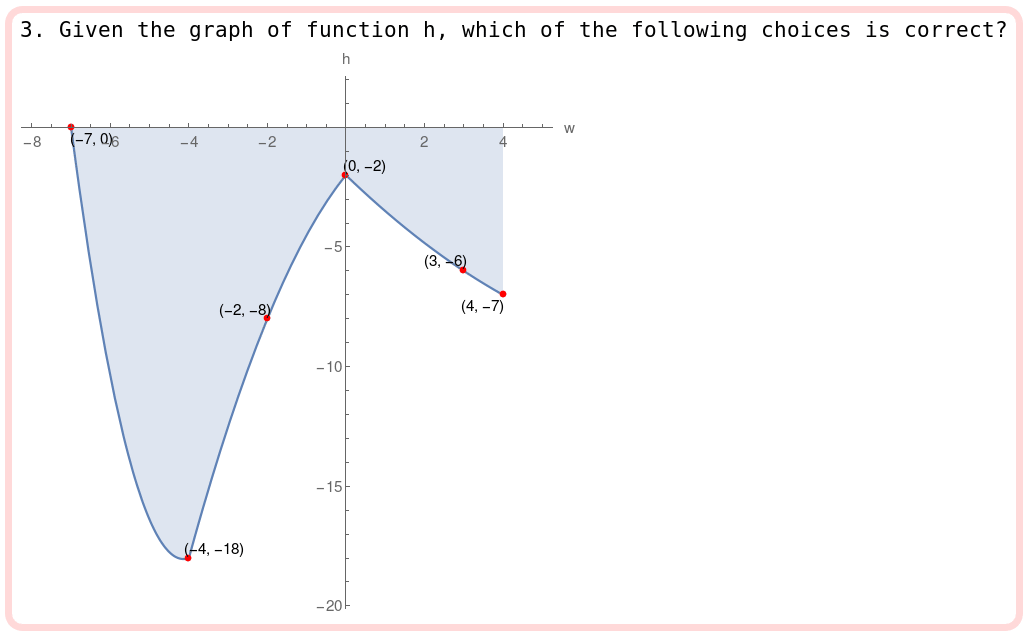 3. Given the graph of function h, which of the following choices is correct?
h
w
−8 −6 −4 −2 2 4
(−7, 0)
(0, −2)
−5
(3, −6)
(4, −7)
(−2, −8)
−10
−15
(−4, −18)
−20